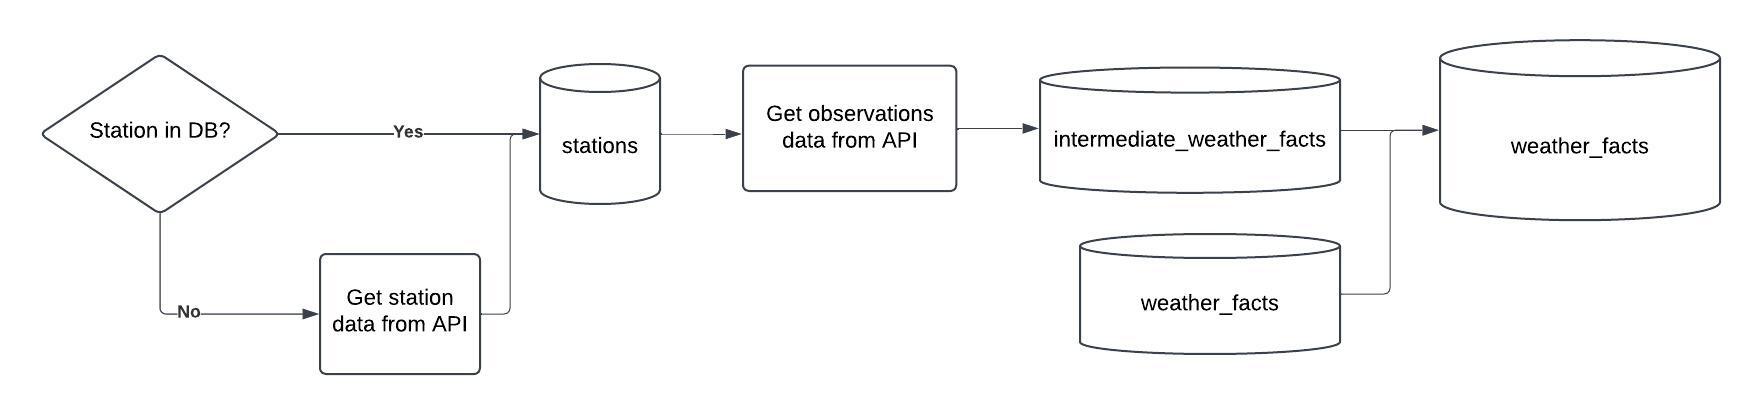 Station in DB?
Yes
No
Get station
data from API
stations
Get observations
data from API
intermediate_weather_facts
weather_facts
weather_facts